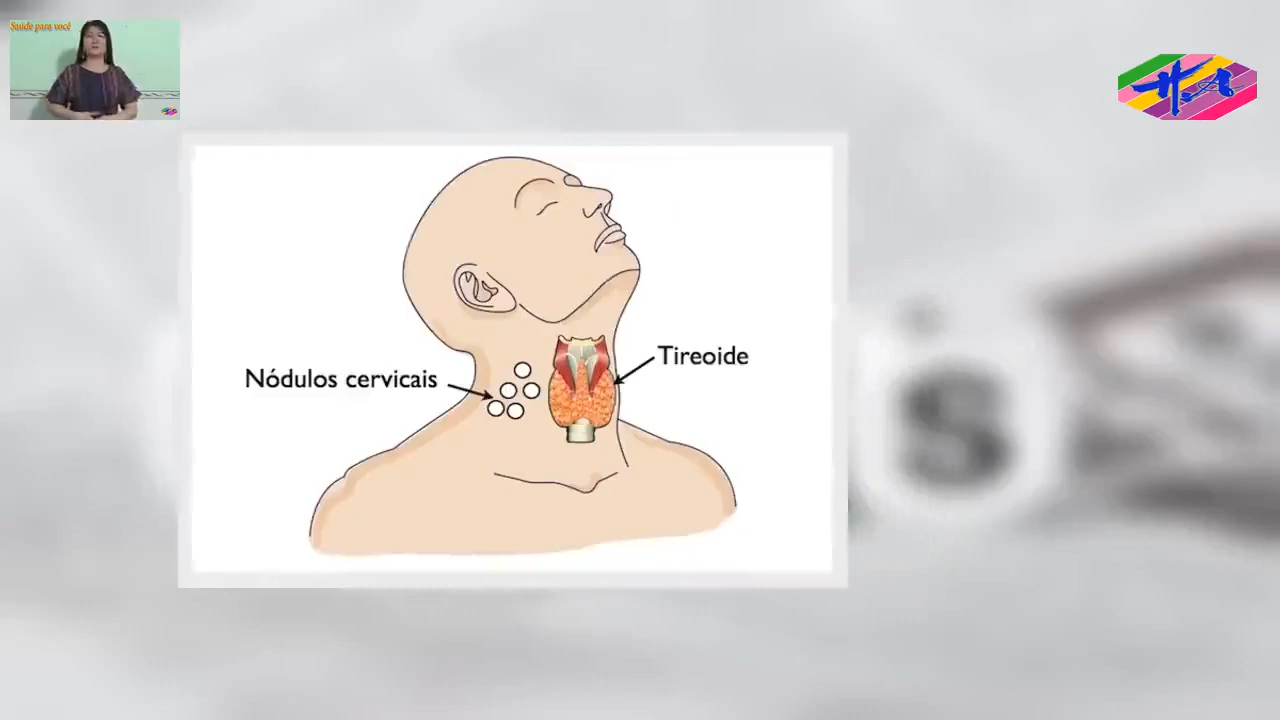 Saúde para você
H.A
Tireoide
Nódulos cervicais
S